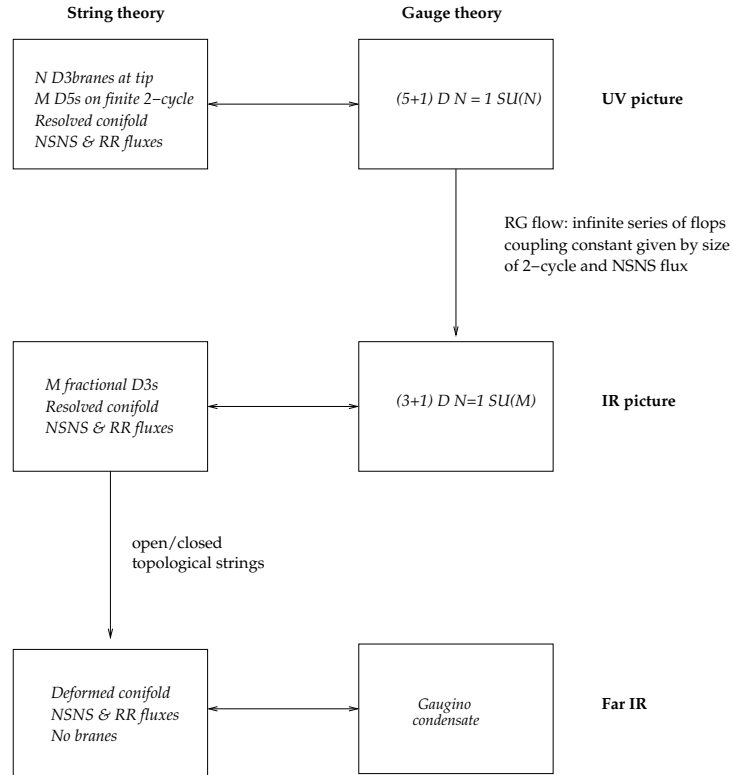 String theory
Gauge theory
N D3branes at tip
M D5s on finite 2−cycle
Resolved conifold
NSNS & RR fluxes
(5+1) D N = 1 SU(N)
UV picture
RG flow: infinite series of flops
coupling constant given by size
of 2−cycle and NSNS flux
M fractional D3s
Resolved conifold
NSNS & RR fluxes
(3+1) D N=1 SU(M)
IR picture
open/closed
topological strings
Deformed conifold
NSNS & RR fluxes
No branes
Gaugino
condensate
Far IR